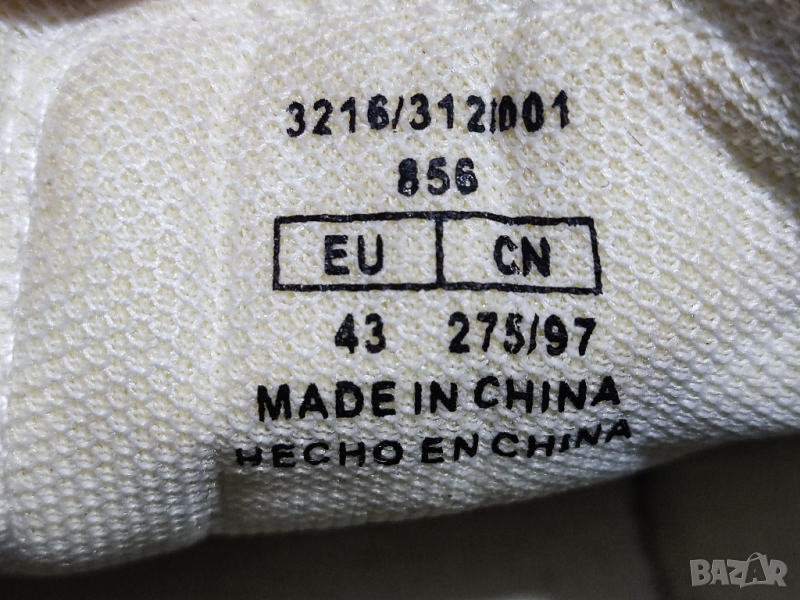 3216/312/001
856
EU CN
43 275/97
MADE IN CHINA
HECHO EN CHINA
BAZAR